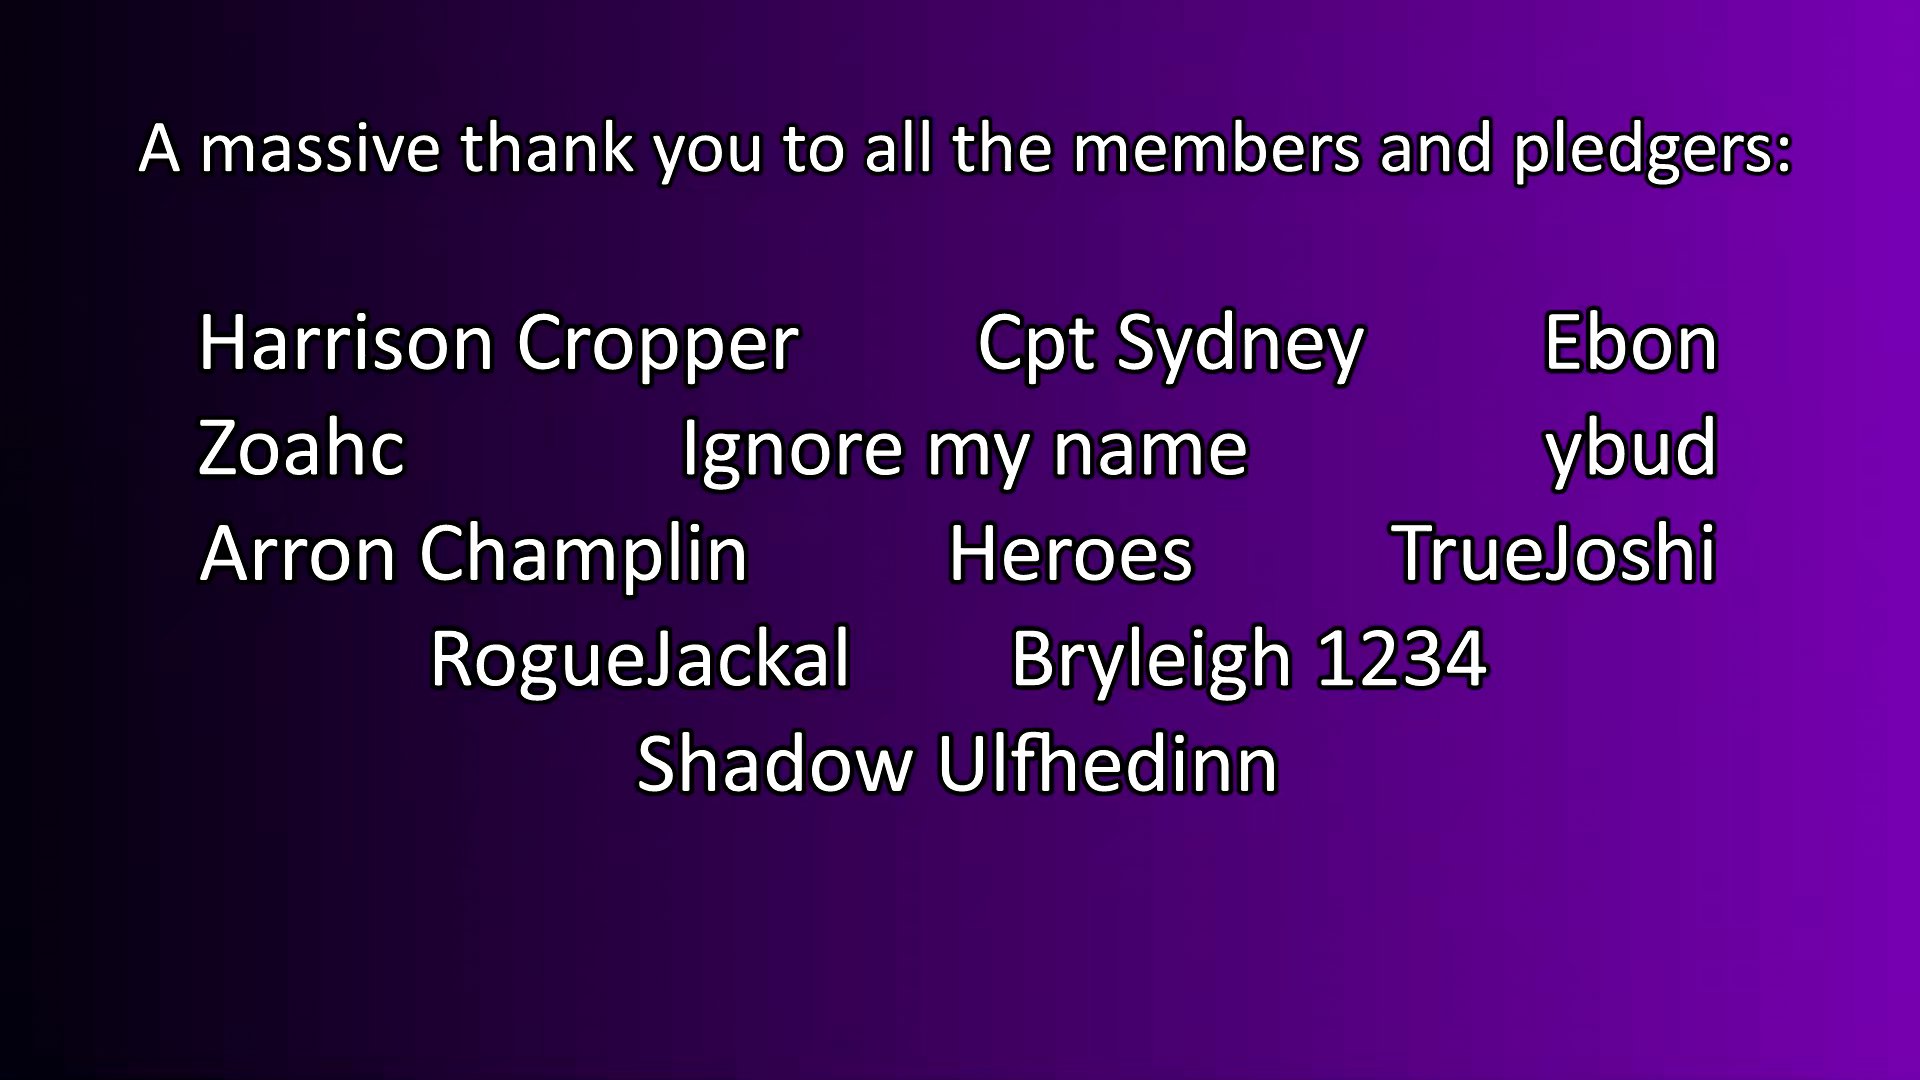 A massive thank you to all the members and pledgers:
Harrison Cropper Cpt Sydney Ebon
Zoahc Ignore my name ybud
Arron Champlin Heroes TrueJoshi
RogueJackal Bryleigh 1234
Shadow Ulfhedinn